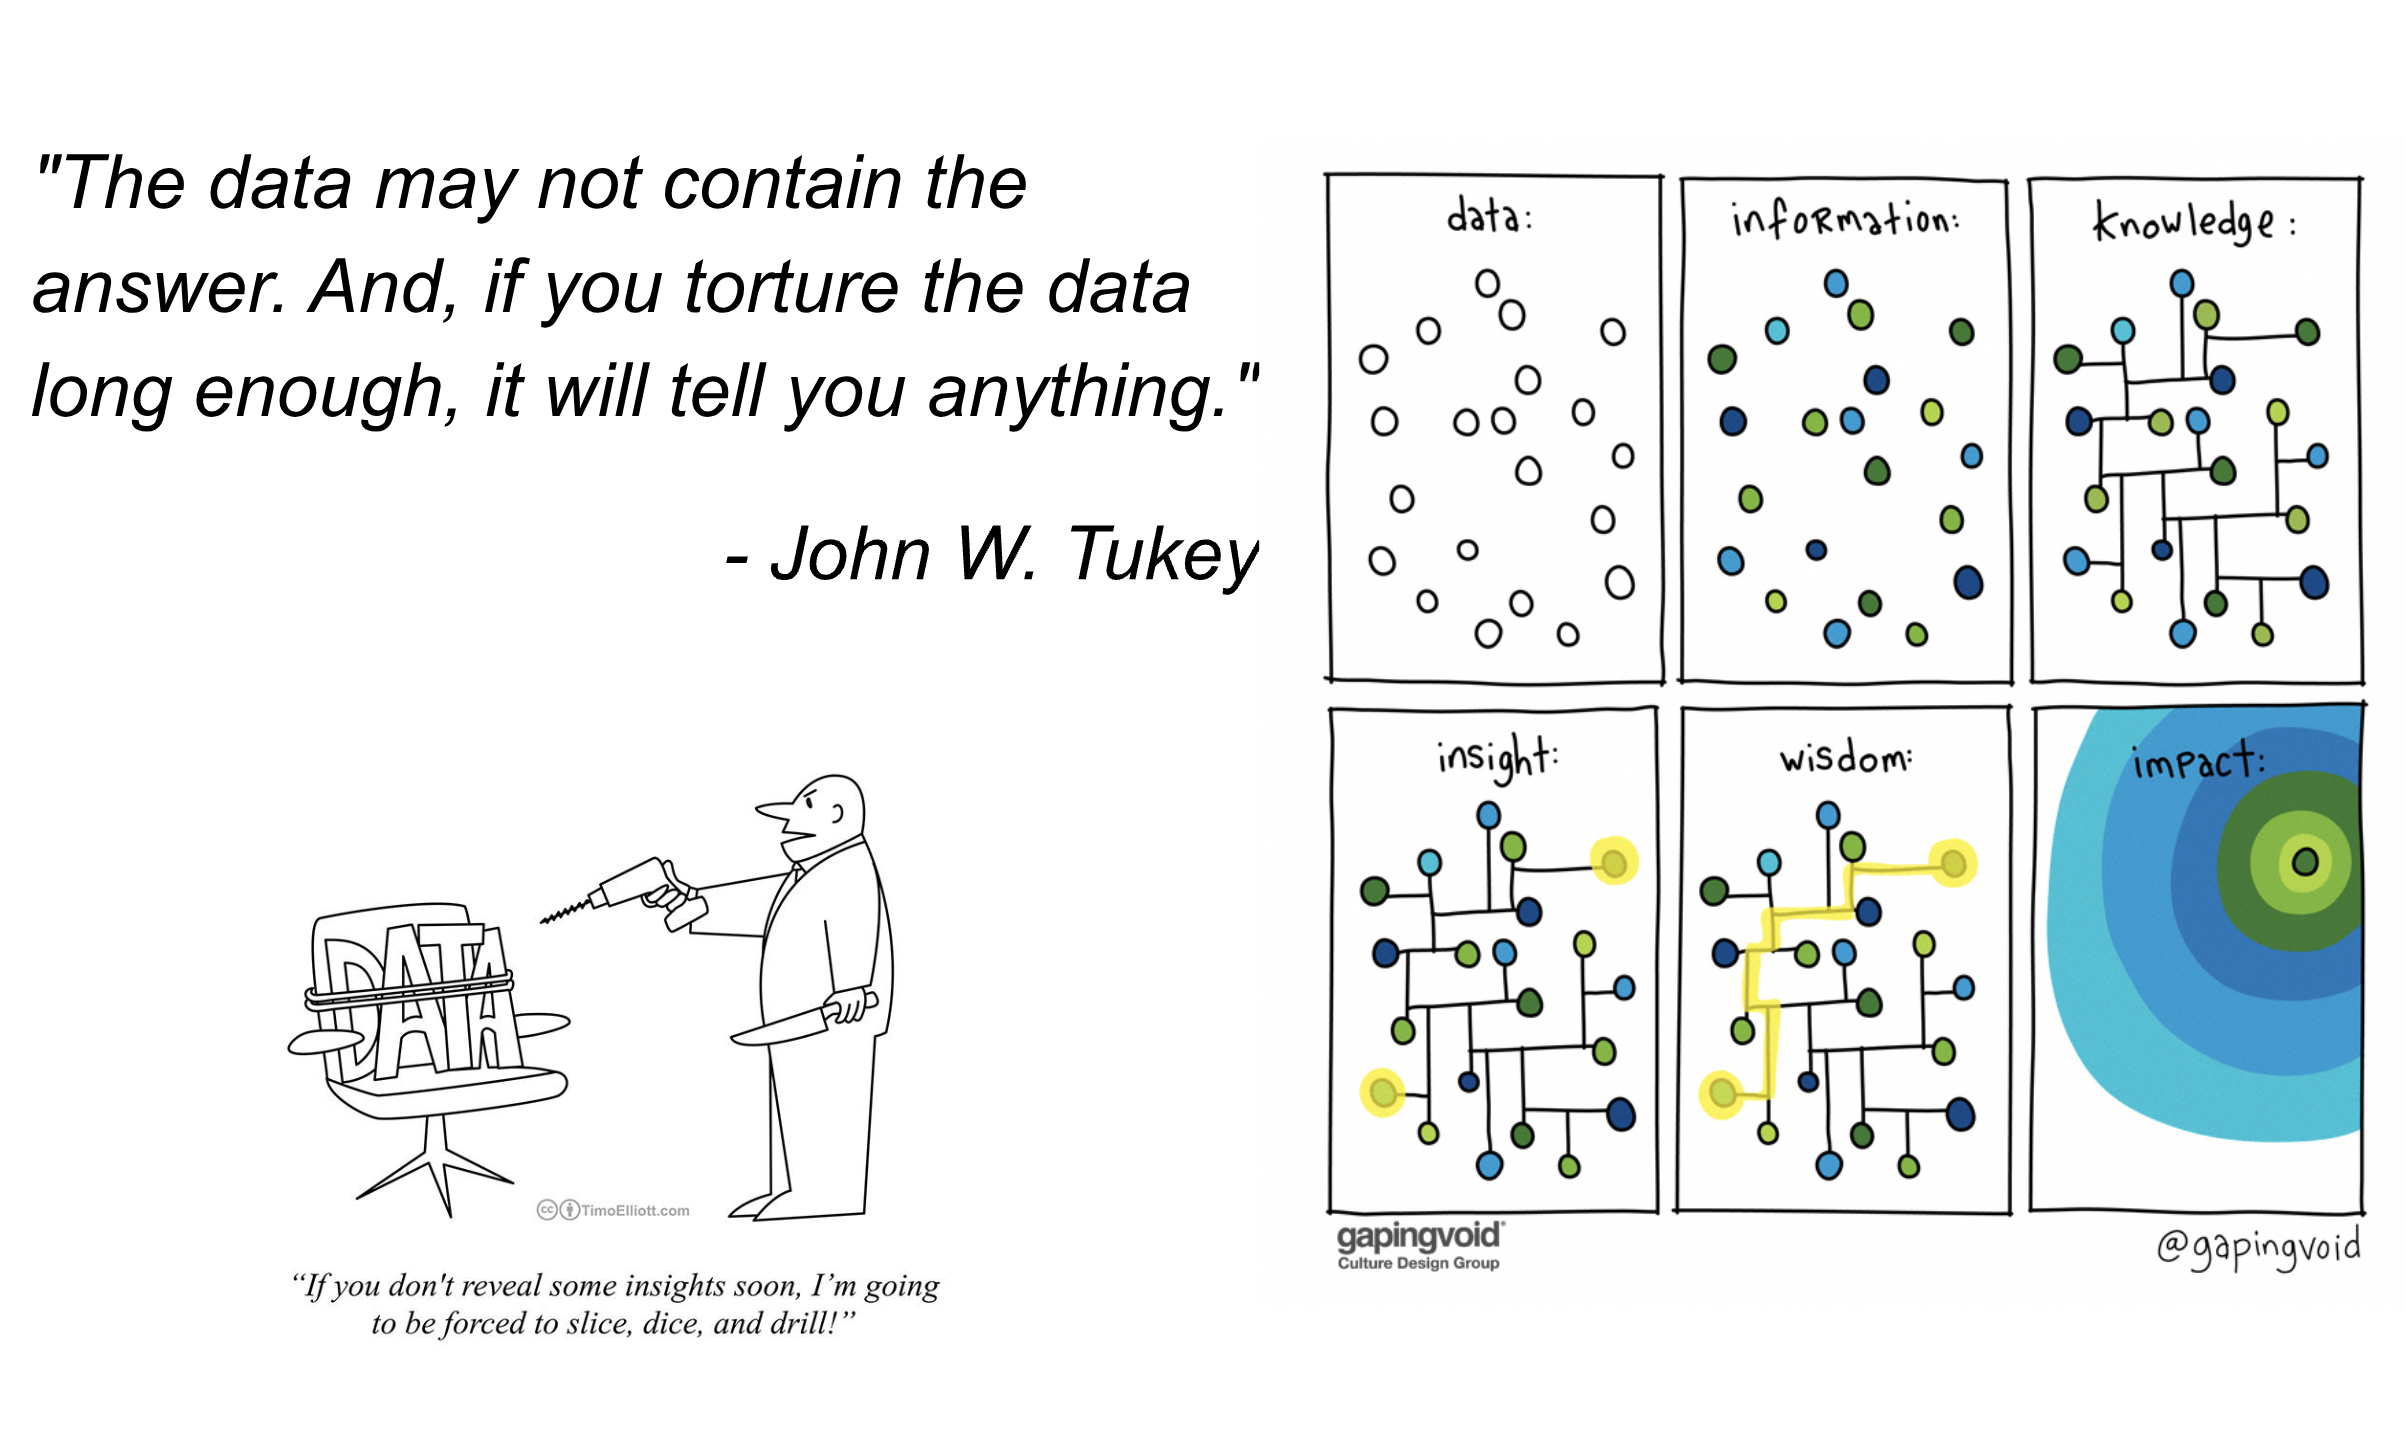 "The data may not contain the
answer. And, if you torture the data
long enough, it will tell you anything."
- John W. Tukey
DATA
cc TimoElliott.com
“If you don't reveal some insights soon, I’m going
to be forced to slice, dice, and drill!”
data:
information:
knowledge:
insight:
wisdom:
impact:
gapingvoid®
Culture Design Group
@gapingvoid